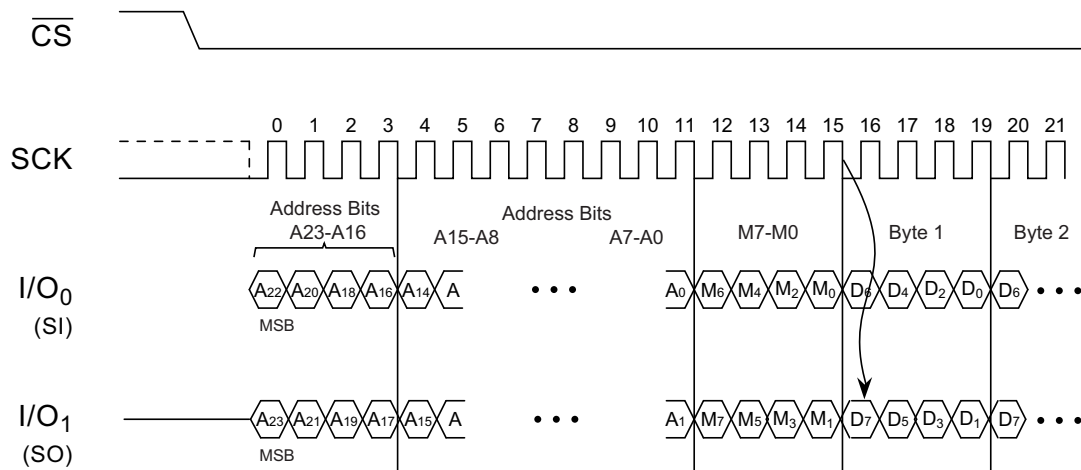 CS
0 1 2 3 4 5 6 7 8 9 10 11 12 13 14 15 16 17 18 19 20 21
SCK
Address Bits
A23-A16
Address Bits
A15-A8
A7-A0
M7-M0
Byte 1
Byte 2
I/O0
(SI)
A22 A20 A18 A16 A14 A • • • A0 M6 M4 M2 M0 D6 D4 D2 D0 D6 • • •
MSB
I/O1
(SO)
A23 A21 A19 A17 A15 A • • • A1 M7 M5 M3 M1 D7 D5 D3 D1 D7 • • •
MSB